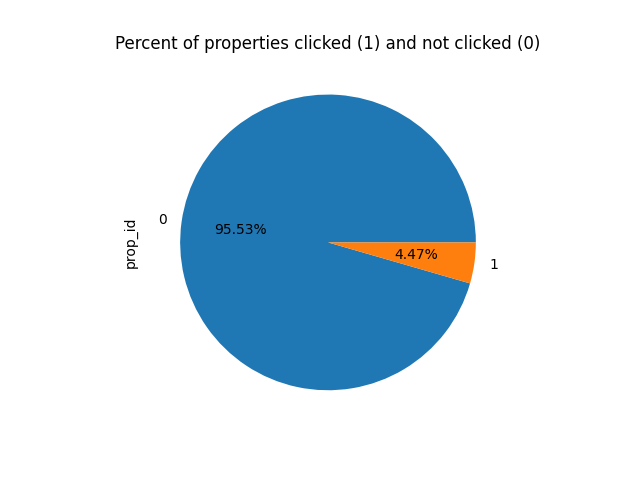 Percent of properties clicked (1) and not clicked (0)
0
95.53%
prop_id
4.47%
1